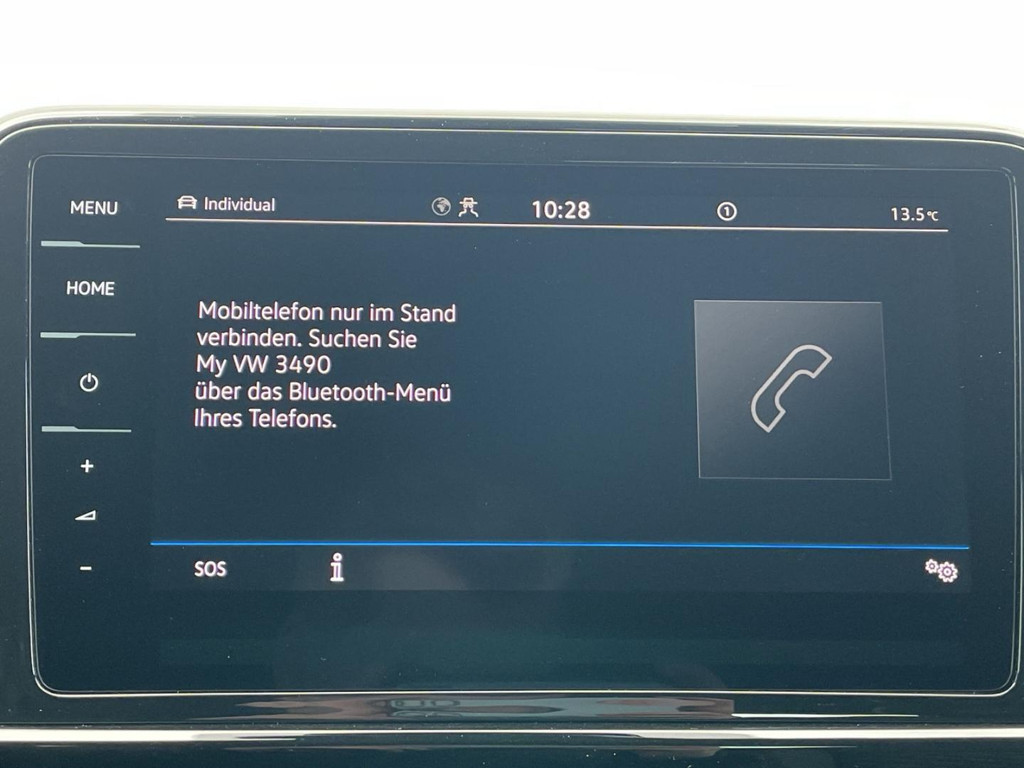 MENU
Individual
10:28
1
13.5°C
HOME
Mobiltelefon nur im Stand
verbinden. Suchen Sie
My VW 3490
über das Bluetooth-Menü
Ihres Telefons.
+
-
SOS
i